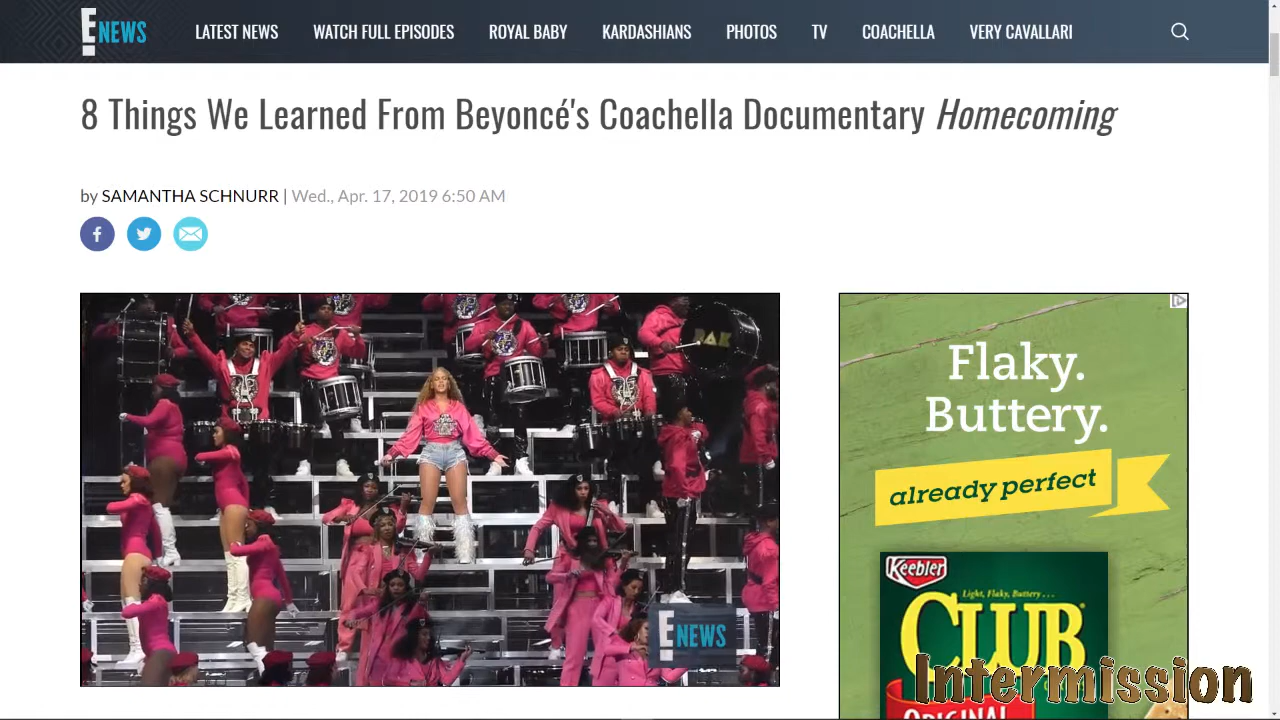 E! NEWS
LATEST NEWS
WATCH FULL EPISODES
ROYAL BABY
KARDASHIANS
PHOTOS
TV
COACHELLA
VERY CAVALLARI
8 Things We Learned From Beyoncé's Coachella Documentary Homecoming
by SAMANTHA SCHNURR | Wed., Apr. 17, 2019 6:50 AM
E! NEWS
Flaky.
Buttery.
already perfect
Keebler
Light, Flaky, Buttery...
CLUB
ORIGINAL
Intermission